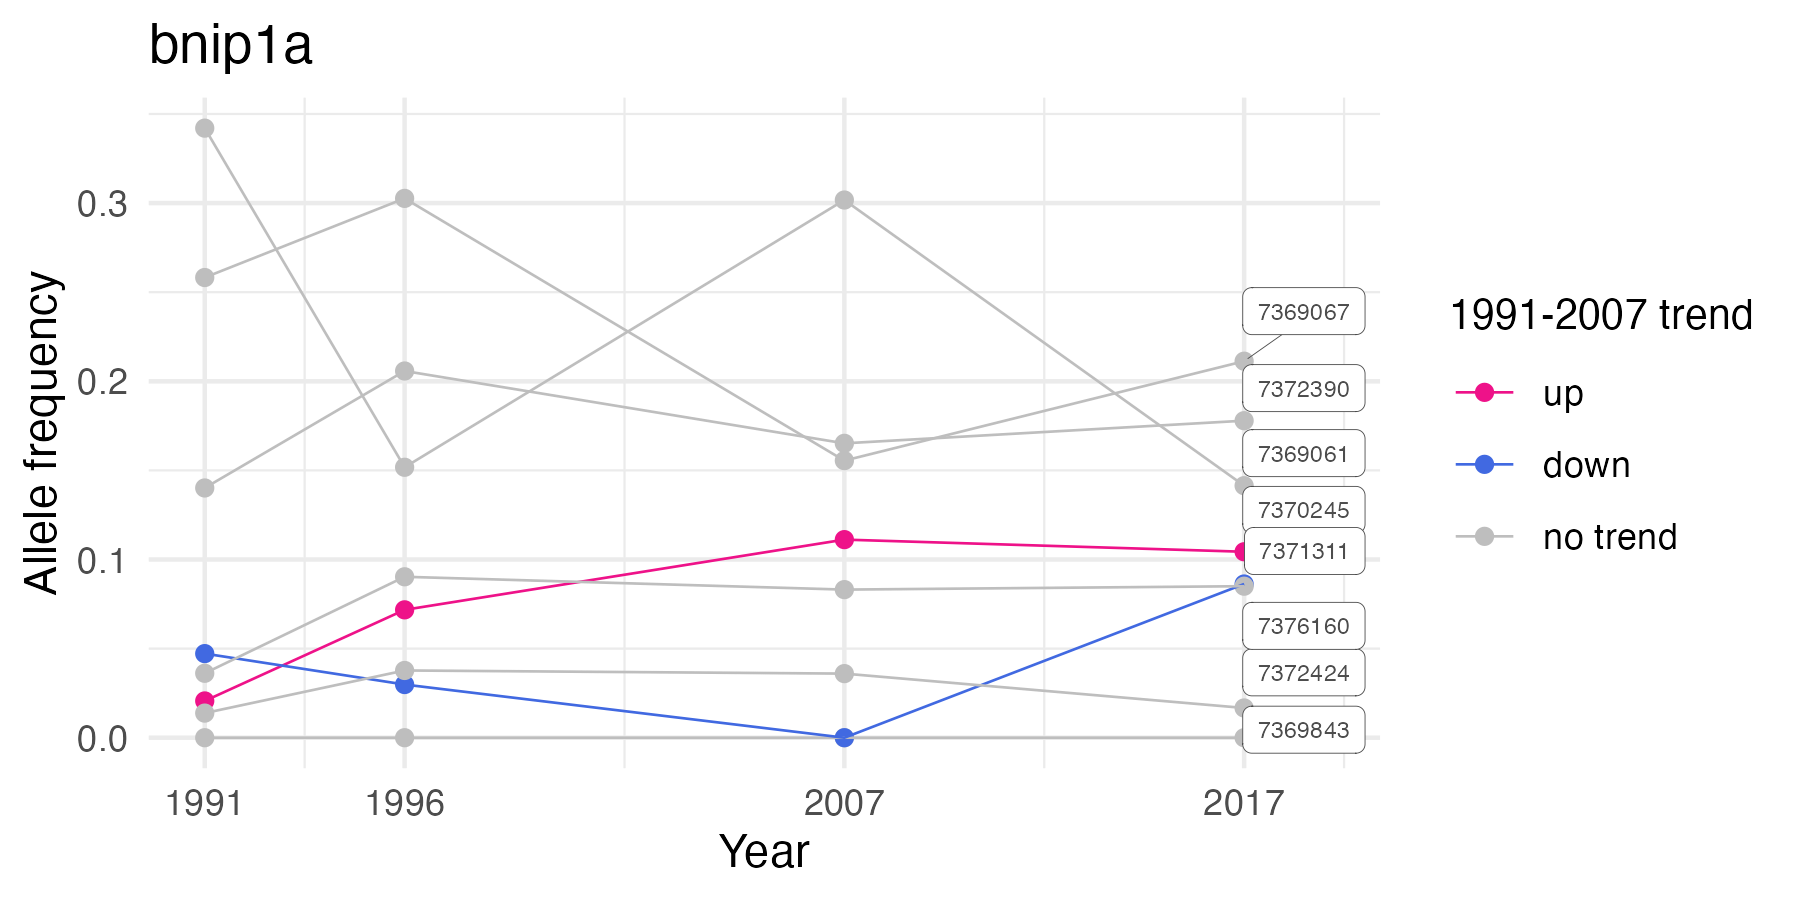 bnip1a
Allele frequency
0.3
0.2
0.1
0.0
7369067
7372390
7369061
7370245
7371311
7376160
7372424
7369843
1991
1996
2007
2017
Year
1991-2007 trend
up
down
no trend